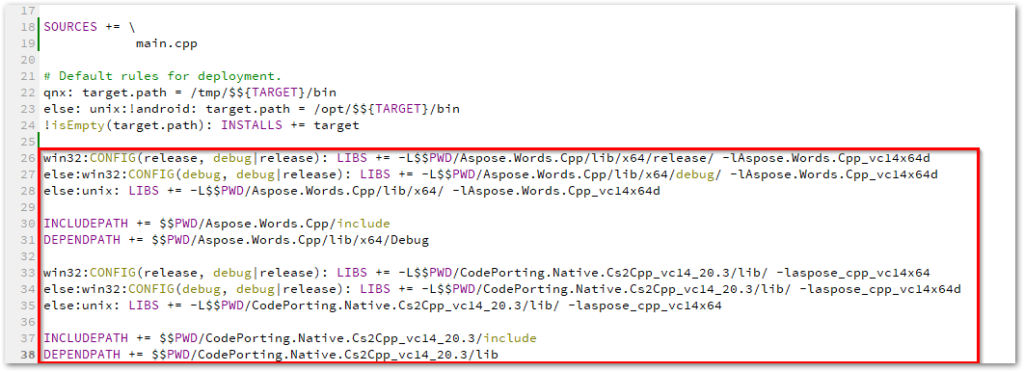 17
18 SOURCES += \
19 main.cpp
20
21 # Default rules for deployment.
22 qnx: target.path = /tmp/$${TARGET}/bin
23 else: unix:!android: target.path = /opt/$${TARGET}/bin
24 !isEmpty(target.path): INSTALLS += target
25
26 win32:CONFIG(release, debug|release): LIBS += -L$$PWD/Aspose.Words.Cpp/lib/x64/release/ -lAspose.Words.Cpp_vc14x64d
27 else:win32:CONFIG(debug, debug|release): LIBS += -L$$PWD/Aspose.Words.Cpp/lib/x64/debug/ -lAspose.Words.Cpp_vc14x64d
28 else:unix: LIBS += -L$$PWD/Aspose.Words.Cpp/lib/x64/ -lAspose.Words.Cpp_vc14x64d
29
30 INCLUDEPATH += $$PWD/Aspose.Words.Cpp/include
31 DEPENDPATH += $$PWD/Aspose.Words.Cpp/lib/x64/Debug
32
33 win32:CONFIG(release, debug|release): LIBS += -L$$PWD/CodePorting.Native.Cs2Cpp_vc14_20.3/lib/ -laspose_cpp_vc14x64
34 else:win32:CONFIG(debug, debug|release): LIBS += -L$$PWD/CodePorting.Native.Cs2Cpp_vc14_20.3/lib/ -laspose_cpp_vc14x64d
35 else:unix: LIBS += -L$$PWD/CodePorting.Native.Cs2Cpp_vc14_20.3/lib/ -laspose_cpp_vc14x64
36
37 INCLUDEPATH += $$PWD/CodePorting.Native.Cs2Cpp_vc14_20.3/include
38 DEPENDPATH += $$PWD/CodePorting.Native.Cs2Cpp_vc14_20.3/lib